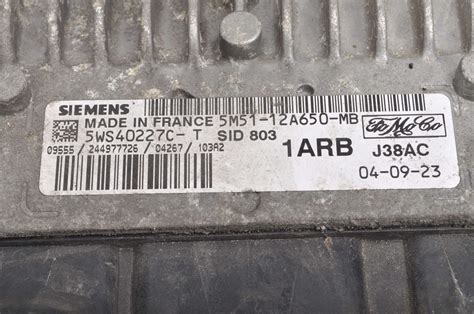 SIEMENS
MADE IN FRANCE 5M51-12A650-MB
5WS40227C-T SID 803
FoMoCo
09555 / 244977726 / 04267 / 103A2
1ARB J38AC
04-09-23